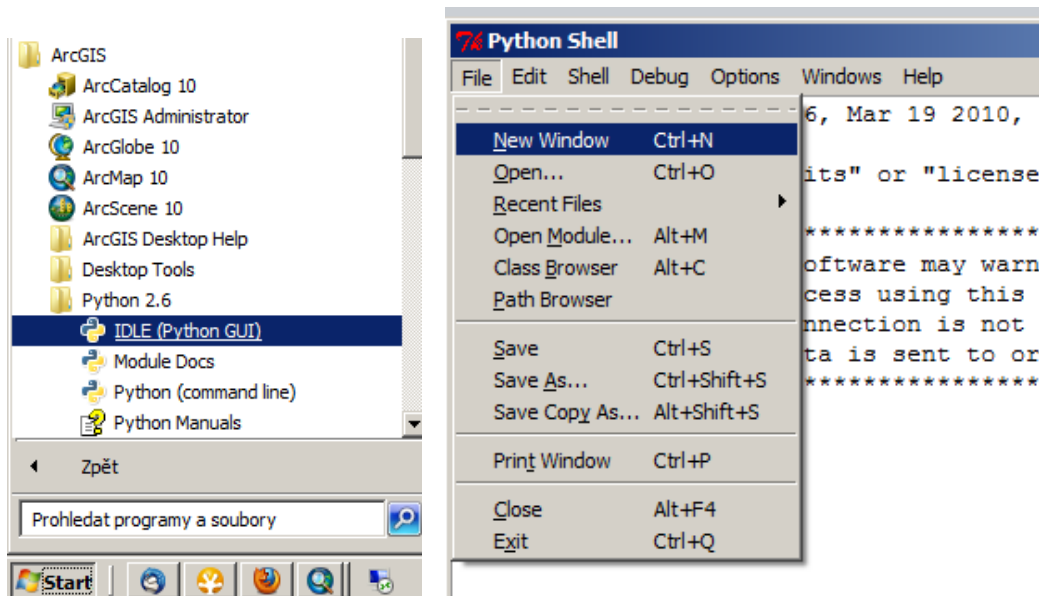 ArcGIS
ArcCatalog 10
ArcGIS Administrator
ArcGlobe 10
ArcMap 10
ArcScene 10
ArcGIS Desktop Help
Desktop Tools
Python 2.6
IDLE (Python GUI)
Module Docs
Python (command line)
Python Manuals
Zpět
Prohledat programy a soubory
Start
Python Shell
File Edit Shell Debug Options Windows Help
6, Mar 19 2010,
New Window Ctrl+N
Open... Ctrl+O
its" or "license
Recent Files
Open Module... Alt+M
****************
Class Browser Alt+C
oftware may warn
Path Browser
cess using this
nnection is not
Save Ctrl+S
ta is sent to or
Save As... Ctrl+Shift+S
****************
Save Copy As... Alt+Shift+S
Print Window Ctrl+P
Close Alt+F4
Exit Ctrl+Q